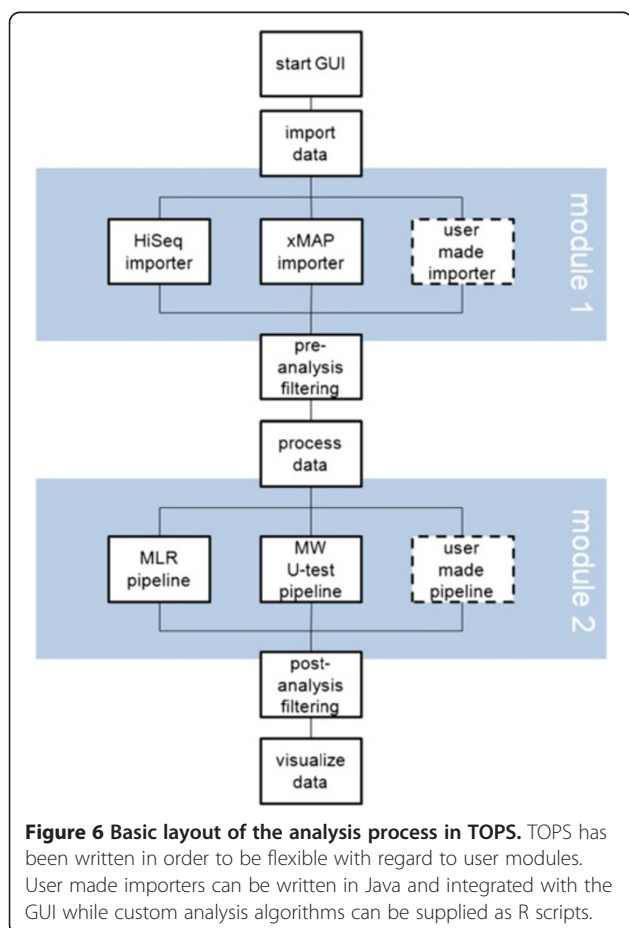 start GUI
import
data
HiSeq
importer
xMAP
importer
user
made
importer
module 1
pre-
analysis
filtering
process
data
MLR
pipeline
MW
U-test
pipeline
user
made
pipeline
module 2
post-
analysis
filtering
visualize
data
Figure 6 Basic layout of the analysis process in TOPS. TOPS has
been written in order to be flexible with regard to user modules.
User made importers can be written in Java and integrated with the
GUI while custom analysis algorithms can be supplied as R scripts.